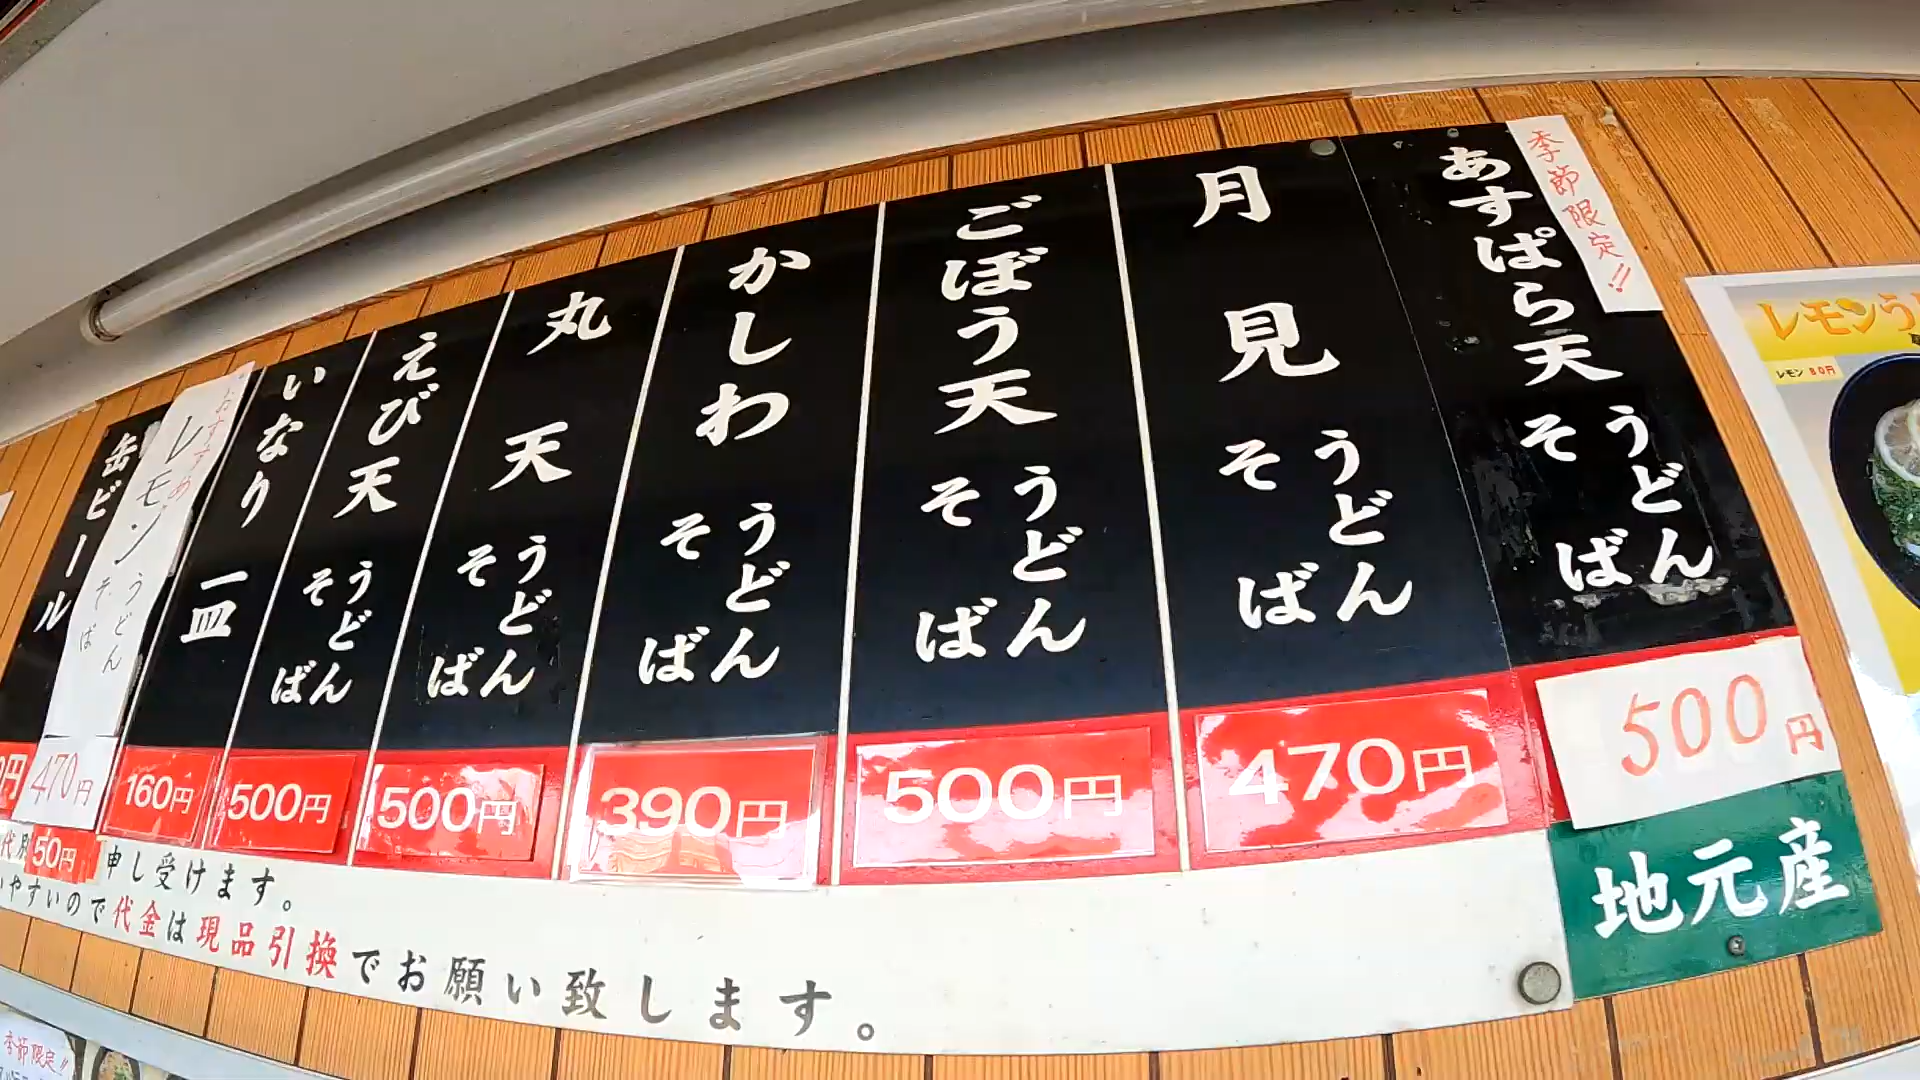 季節限定!!
あすぱら天
うどん
そば
500円
地元産
月見
うどん
そば
470円
ごぼう天
うどん
そば
500円
かしわ
うどん
そば
390円
丸天
うどん
そば
500円
えび天
うどん
そば
500円
いなり一皿
160円
おすすめ
レモン
うどん
そば
470円
缶ビール
円
50円
申し受けます。
やすいので代金は現品引換でお願い致します。
レモンう
レモン 80円
季節限定!!